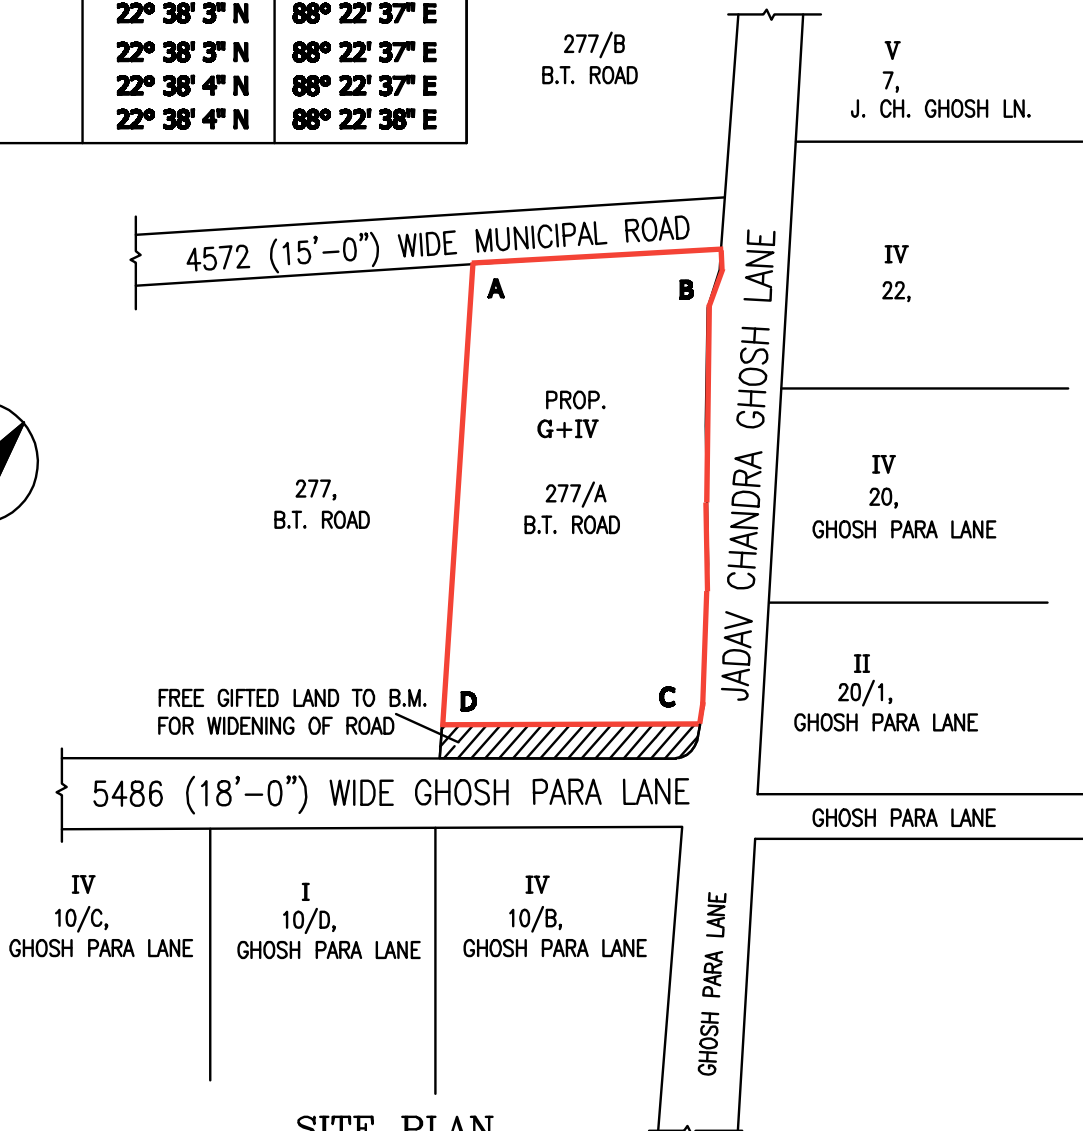 22° 38' 3" N 88° 22' 37" E
22° 38' 3" N 88° 22' 37" E
22° 38' 4" N 88° 22' 37" E
22° 38' 4" N 88° 22' 38" E
277/B
B.T. ROAD
V
7,
J. CH. GHOSH LN.
4572 (15'-0") WIDE MUNICIPAL ROAD
A
B
JADAV CHANDRA GHOSH LANE
IV
22,
PROP.
G+IV
277/A
B.T. ROAD
277,
B.T. ROAD
IV
20,
GHOSH PARA LANE
II
20/1,
GHOSH PARA LANE
FREE GIFTED LAND TO B.M.
FOR WIDENING OF ROAD
D
C
5486 (18'-0") WIDE GHOSH PARA LANE
GHOSH PARA LANE
IV
10/C,
GHOSH PARA LANE
I
10/D,
GHOSH PARA LANE
IV
10/B,
GHOSH PARA LANE
GHOSH PARA LANE
SITE PLAN